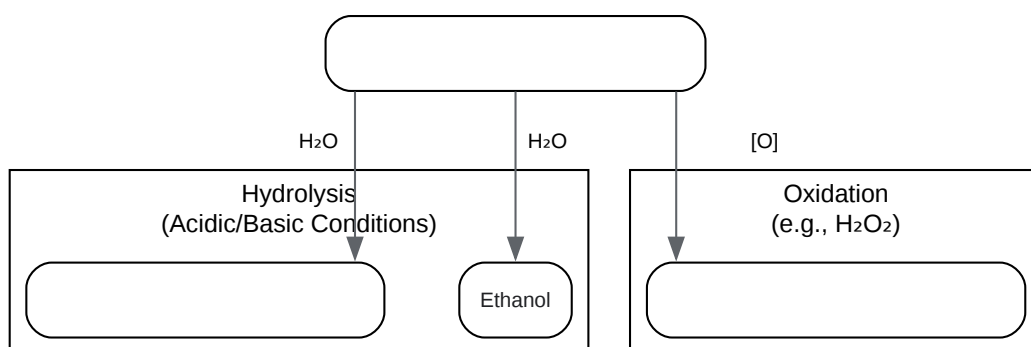 H₂O
H₂O
[O]
Hydrolysis
(Acidic/Basic Conditions)
Oxidation
(e.g., H₂O₂)
Ethanol